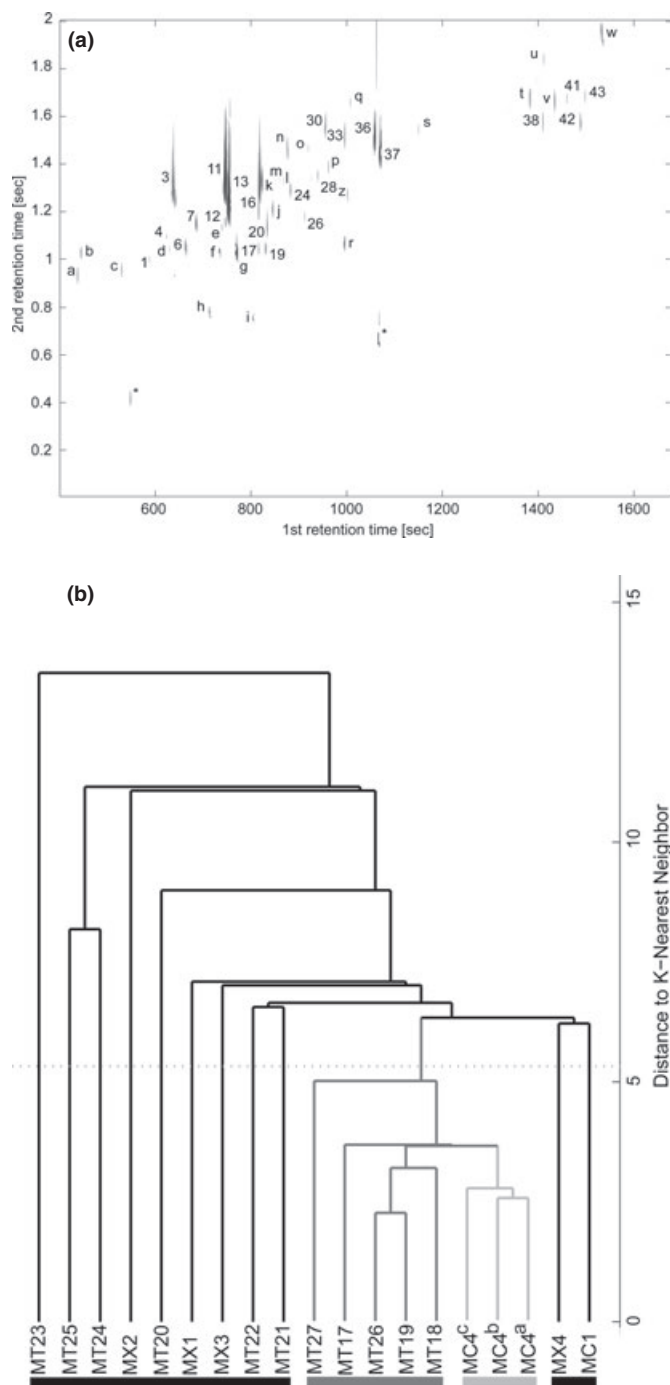 (a)
2
1.8
1.6
1.4
1.2
1
0.8
0.6
0.4
0.2
2nd retention time [sec]
w
u
t
v
41
43
38
42
q
30
33
36
s
n
o
37
p
3
11
13
m
l
k
28
z
24
16
j
26
7
12
e
20
4
6
d
f
17
19
g
r
b
a
c
1
h
i
*
*
600
800
1000
1200
1400
1600
1st retention time [sec]
(b)
15
10
5
0
Distance to K-Nearest Neighbor
MT23
MT25
MT24
MX2
MT20
MX1
MX3
MT22
MT21
MT27
MT17
MT26
MT19
MT18
MC4c
MC4b
MC4a
MX4
MC1